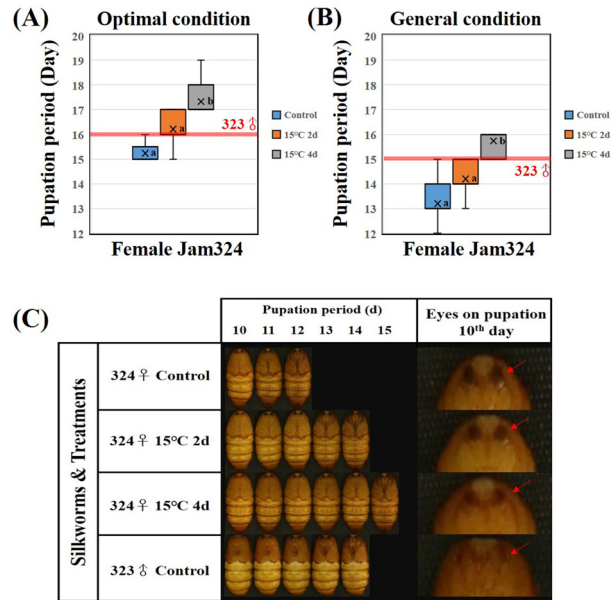 (A)
Optimal condition
Pupation period (Day)
20
19
18
17
16
15
14
13
12
323 ⚦
a
a
b
Control
15°C 2d
15°C 4d
Female Jam324
(B)
General condition
Pupation period (Day)
20
19
18
17
16
15
14
13
12
323 ⚦
a
a
b
Control
15°C 2d
15°C 4d
Female Jam324
(C)
Pupation period (d)
10 11 12 13 14 15
Eyes on pupation
10th day
Silkworms & Treatments
324 ♀ Control
324 ♀ 15°C 2d
324 ♀ 15°C 4d
323 ⚦ Control